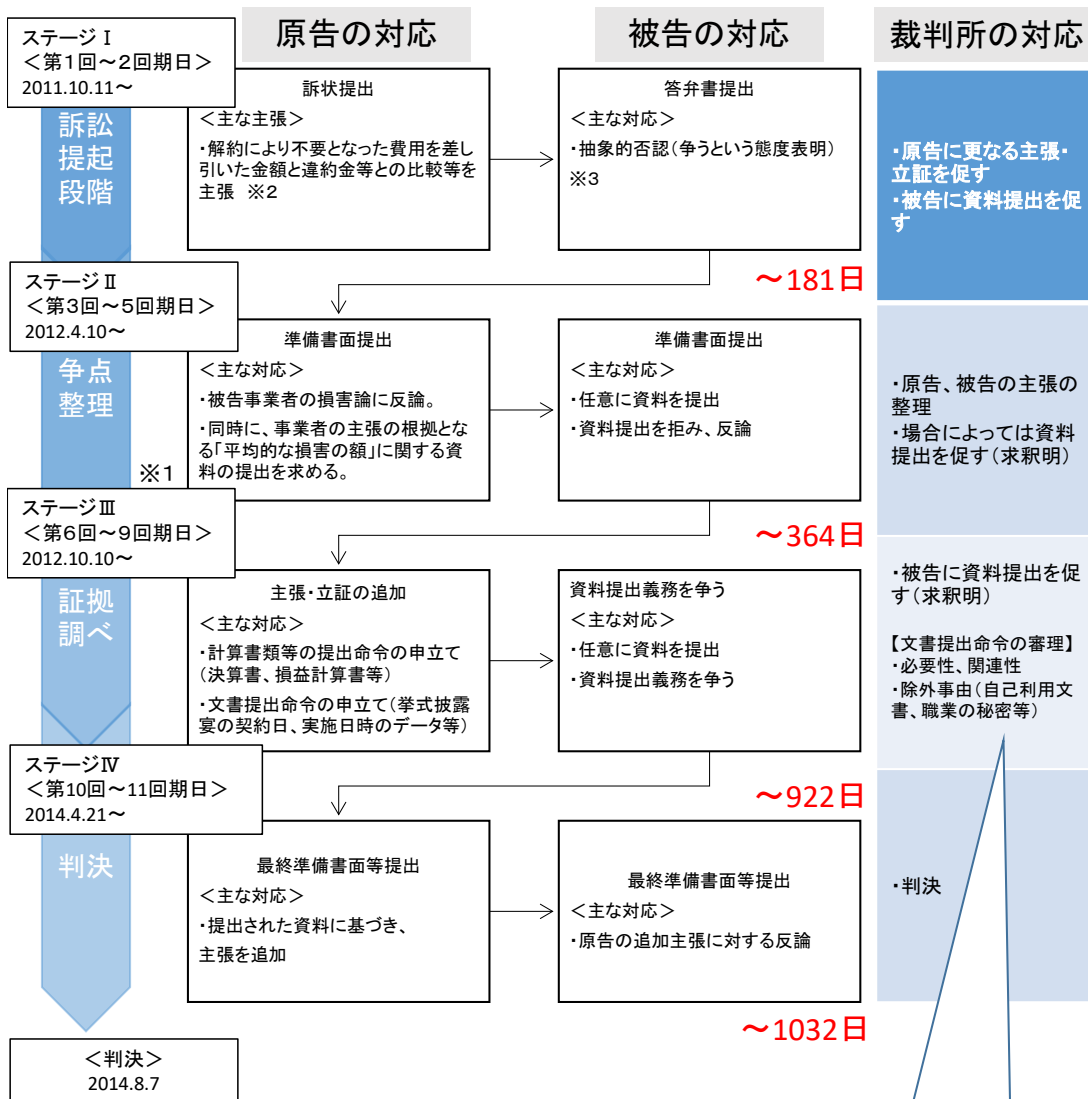 原告の対応
被告の対応
裁判所の対応
ステージⅠ
＜第1回～2回期日＞
2011.10.11～
訴訟
提起
段階
訴状提出
＜主な主張＞
・解約により不要となった費用を差し
引いた金額と違約金等との比較等を
主張　※2
答弁書提出
＜主な対応＞
・抽象的否認（争うという態度表明）
※3
・原告に更なる主張・
立証を促す
・被告に資料提出を促
す
～181日
ステージⅡ
＜第3回～5回期日＞
2012.4.10～
争点
整理
※1
準備書面提出
＜主な対応＞
・被告事業者の損害論に反論。
・同時に、事業者の主張の根拠とな
る「平均的な損害の額」に関する資
料の提出を求める。
準備書面提出
＜主な対応＞
・任意に資料を提出
・資料提出を拒み、反論
・原告、被告の主張の
整理
・場合によっては資料
提出を促す（求釈明）
～364日
ステージⅢ
＜第6回～9回期日＞
2012.10.10～
証拠
調べ
主張・立証の追加
＜主な対応＞
・計算書類等の提出命令の申立て
（決算書、損益計算書等）
・文書提出命令の申立て（挙式披露
宴の契約日、実施日時のデータ等）
資料提出義務を争う
＜主な対応＞
・任意に資料を提出
・資料提出義務を争う
・被告に資料提出を促
す（求釈明）
【文書提出命令の審理】
・必要性、関連性
・除外事由（自己利用文
書、職業の秘密等）
～922日
ステージⅣ
＜第10回～11回期日＞
2014.4.21～
判決
最終準備書面等提出
＜主な対応＞
・提出された資料に基づき、
主張を追加
最終準備書面等提出
＜主な対応＞
・原告の追加主張に対する反論
・判決
～1032日
＜判決＞
2014.8.7